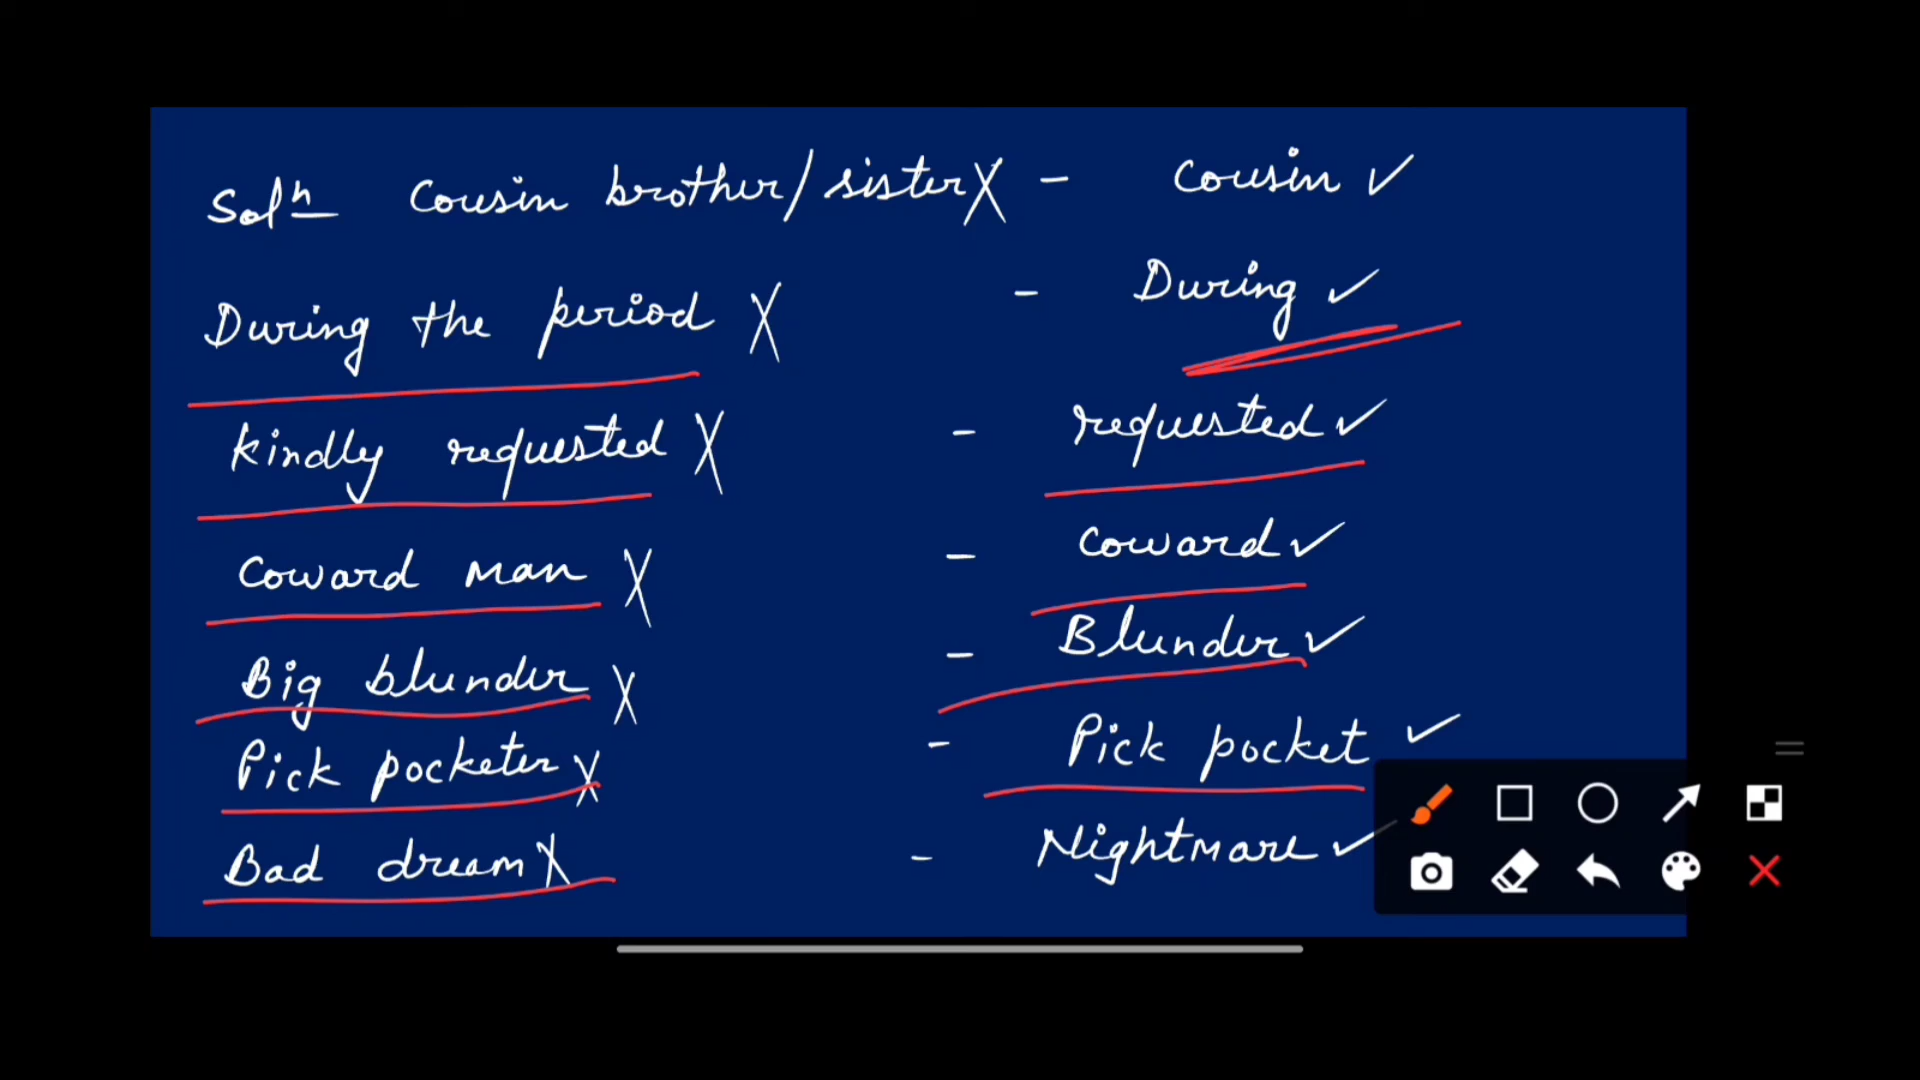 Solⁿ Cousin brother/sister X - Cousin ✓
During the period X - During ✓
kindly requested X - requested ✓
Coward man X - Coward ✓
Big blunder X - Blunder ✓
Pick pocketer X - Pick pocket ✓
Bad dream X - Nightmare ✓